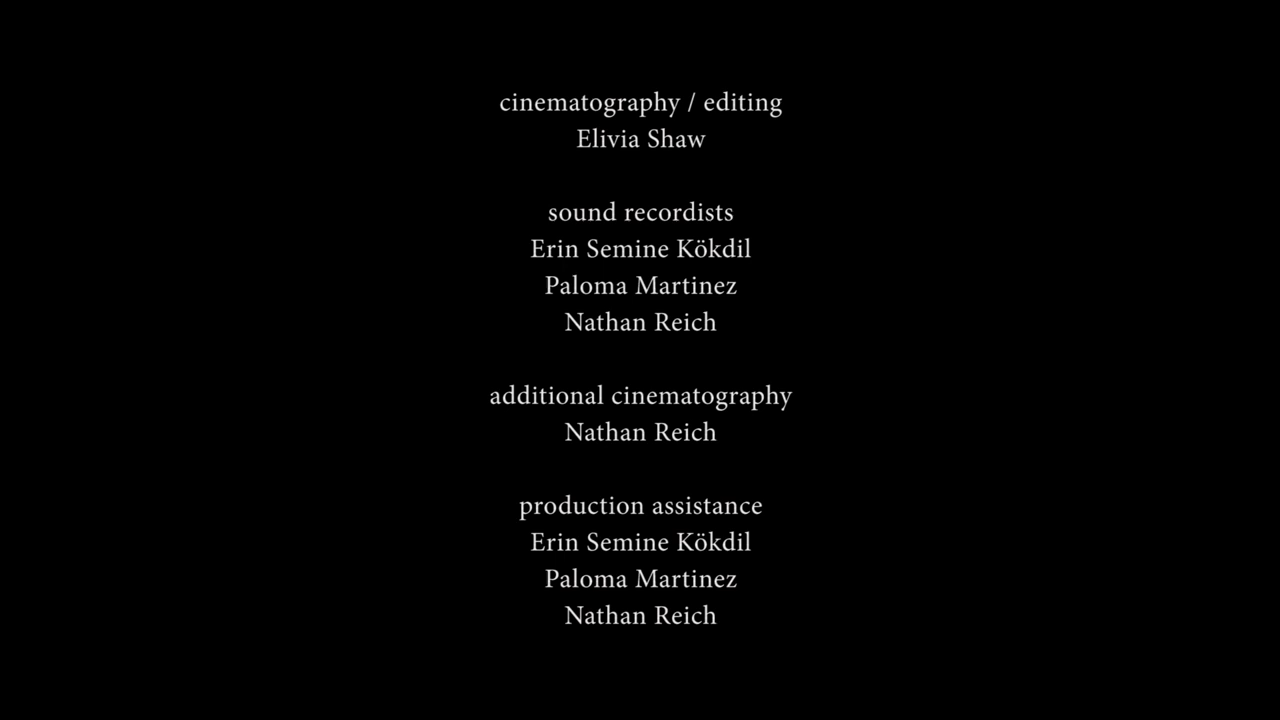 cinematography / editing
Elivia Shaw
sound recordists
Erin Semine Kökdil
Paloma Martinez
Nathan Reich
additional cinematography
Nathan Reich
production assistance
Erin Semine Kökdil
Paloma Martinez
Nathan Reich